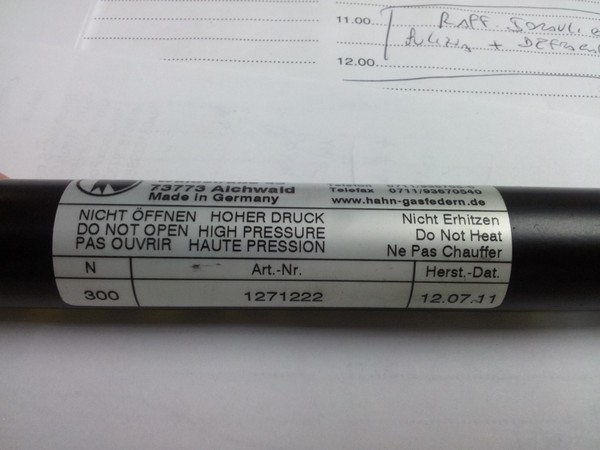 11.00
12.00
73773 Aichwald
Made in Germany
Telefax 0711/93670540
www.hahn-gasfedern.de
NICHT ÖFFNEN HOHER DRUCK
DO NOT OPEN HIGH PRESSURE
PAS OUVRIR HAUTE PRESSION
Nicht Erhitzen
Do Not Heat
Ne Pas Chauffer
N Art.-Nr. Herst.-Dat.
300 1271222 12.07.11